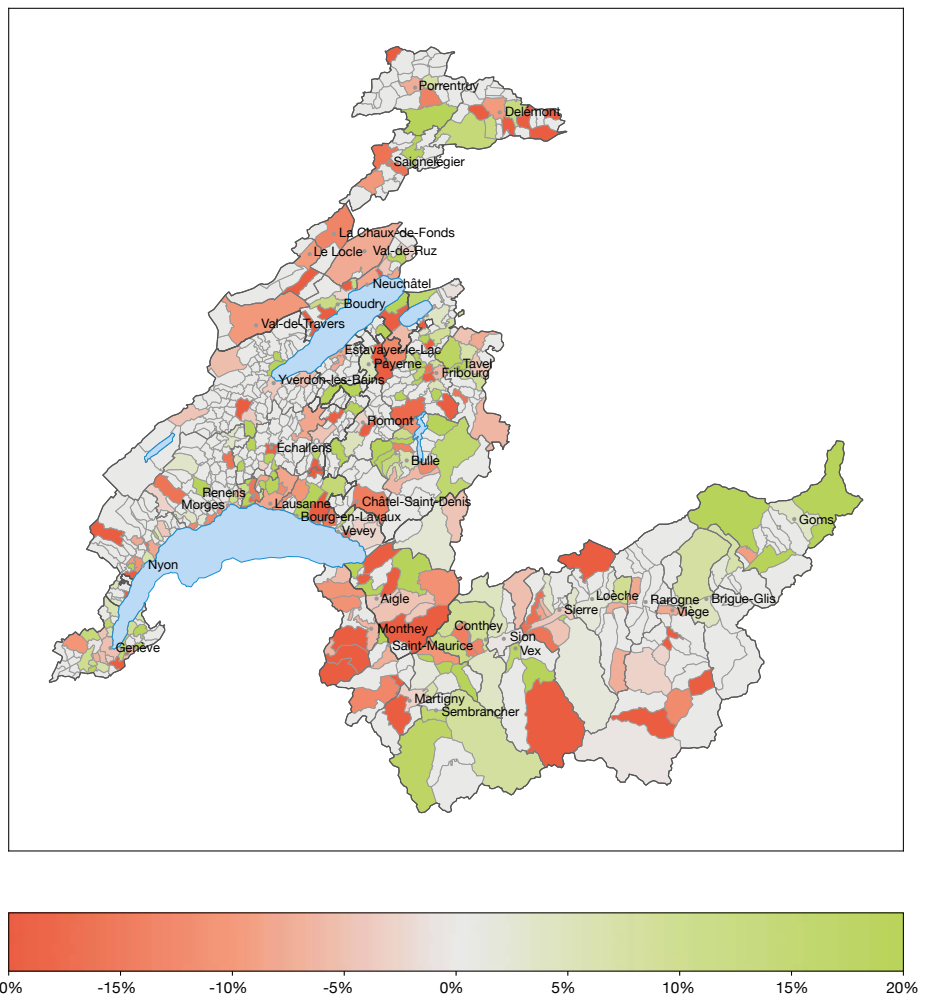 Porrentruy
Delémont
Saignelégier
La Chaux-de-Fonds
Le Locle
Val-de-Ruz
Neuchâtel
Boudry
Val-de-Travers
Estavayer-le-Lac
Payerne
Tavel
Fribourg
Yverdon-les-Bains
Romont
Échallens
Bulle
Renens
Morges
Lausanne
Châtel-Saint-Denis
Bourg-en-Lavaux
Vevey
Goms
Nyon
Aigle
Loèche
Rarogne
Brigue-Glis
Viège
Sierre
Conthey
Monthey
Sion
Saint-Maurice
Vex
Genève
Martigny
Sembrancher
0% -15% -10% -5% 0% 5% 10% 15% 20%